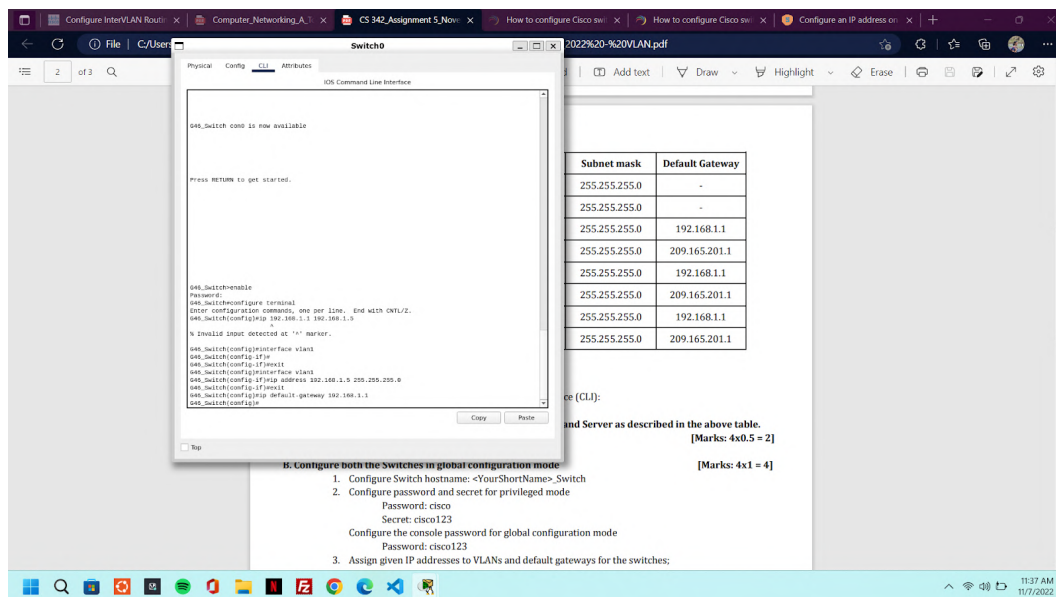 Configure InterVLAN Routin
Computer_Networking_A_T
CS 342_Assignment 5_Nove
How to configure Cisco swi
How to configure Cisco swi
Configure an IP address on
File
C:/User
2022%20-%20VLAN.pdf
2
of 3
Add text
Draw
Highlight
Erase
Switch0
Physical
Config
CLI
Attributes
IOS Command Line Interface
G46_Switch con0 is now available
Press RETURN to get started.
G46_Switch>enable
Password:
G46_Switch#configure terminal
Enter configuration commands, one per line.  End with CNTL/Z.
G46_Switch(config)#ip 192.168.1.1 192.168.1.5
^
% Invalid input detected at '^' marker.
G46_Switch(config)#interface vlan1
G46_Switch(config-if)#
G46_Switch(config-if)#exit
G46_Switch(config)#interface vlan1
G46_Switch(config-if)#ip address 192.168.1.5 255.255.255.0
G46_Switch(config-if)#exit
G46_Switch(config)#ip default-gateway 192.168.1.1
G46_Switch(config)#
Copy
Paste
Top
Subnet mask Default Gateway
255.255.255.0 -
255.255.255.0 -
255.255.255.0 192.168.1.1
255.255.255.0 209.165.201.1
255.255.255.0 192.168.1.1
255.255.255.0 209.165.201.1
255.255.255.0 192.168.1.1
255.255.255.0 209.165.201.1
ce (CLI):
and Server as described in the above table.
[Marks: 4x0.5 = 2]
B. Configure both the Switches in global configuration mode [Marks: 4x1 = 4]
1. Configure Switch hostname: <YourShortName>_Switch
2. Configure password and secret for privileged mode
Password: cisco
Secret: cisco123
Configure the console password for global configuration mode
Password: cisco123
3. Assign given IP addresses to VLANs and default gateways for the switches;
11:37 AM
11/7/2022